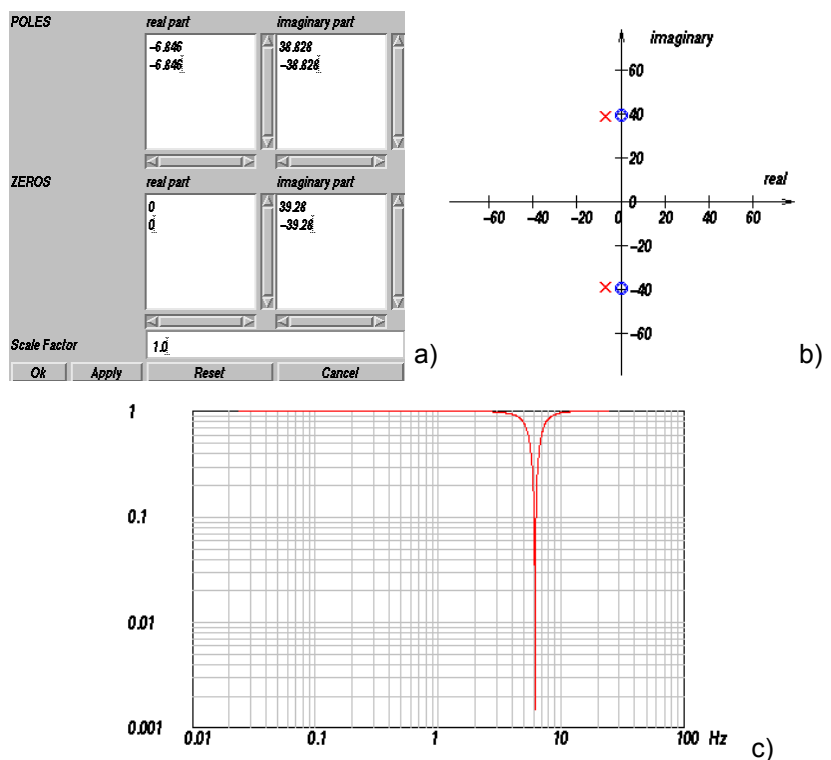 POLES real part imaginary part
−6.846 38.828
−6.846 −38.828
ZEROS real part imaginary part
0 39.28
0 −39.28
Scale Factor 1.0
Ok Apply Reset Cancel
a)
imaginary
60
40
20
real
0
−60 −40 −20 0 20 40 60
−20
−40
−60
b)
1
0.1
0.01
0.001
0.01 0.1 1 10 100 Hz
c)